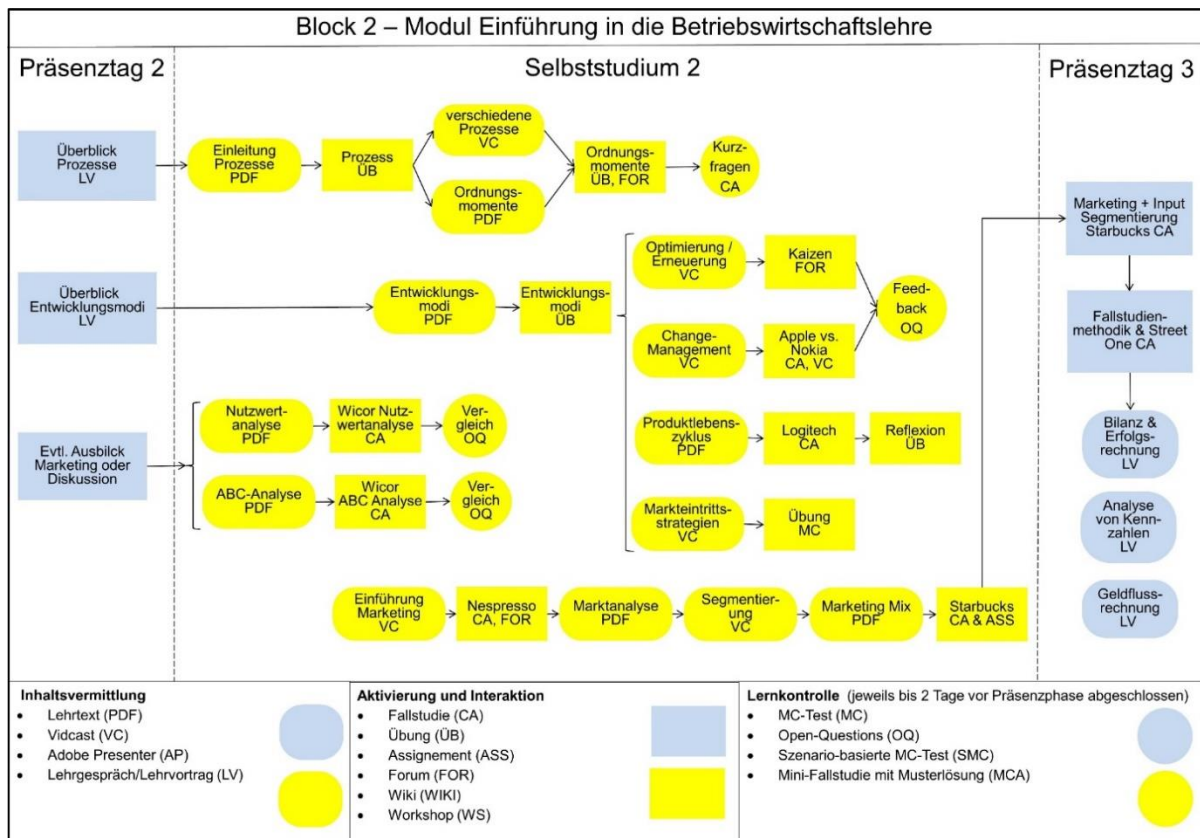 Block 2 – Modul Einführung in die Betriebswirtschaftslehre
Präsenztag 2
Selbststudium 2
Präsenztag 3
Überblick
Prozesse
LV
Einleitung
Prozesse
PDF
Prozess
ÜB
verschiedene
Prozesse
VC
Ordnungs-
momente
PDF
Ordnungs-
momente
ÜB, FOR
Kurz-
fragen
CA
Überblick
Entwicklungsmodi
LV
Entwicklungs-
modi
PDF
Entwicklungs-
modi
ÜB
Optimierung /
Erneuerung
VC
Kaizen
FOR
Change-
Management
VC
Apple vs.
Nokia
CA, VC
Feed-
back
OQ
Produktlebens-
zyklus
PDF
Logitech
CA
Reflexion
ÜB
Markteintritts-
strategien
VC
Übung
MC
Evtl. Ausbilck
Marketing oder
Diskussion
Nutzwert-
analyse
PDF
Wicor Nutz-
wertanalyse
CA
Ver-
gleich
OQ
ABC-Analyse
PDF
Wicor
ABC Analyse
CA
Ver-
gleich
OQ
Einführung
Marketing
VC
Nespresso
CA, FOR
Marktanalyse
PDF
Segmentier-
ung
VC
Marketing Mix
PDF
Starbucks
CA & ASS
Marketing + Input
Segmentierung
Starbucks CA
Fallstudien-
methodik & Street
One CA
Bilanz &
Erfolgs-
rechnung
LV
Analyse
von Kenn-
zahlen
LV
Geldfluss-
rechnung
LV
Inhaltsvermittlung
• Lehrtext (PDF)
• Vidcast (VC)
• Adobe Presenter (AP)
• Lehrgespräch/Lehrvortrag (LV)
Aktivierung und Interaktion
• Fallstudie (CA)
• Übung (ÜB)
• Assignement (ASS)
• Forum (FOR)
• Wiki (WIKI)
• Workshop (WS)
Lernkontrolle (jeweils bis 2 Tage vor Präsenzphase abgeschlossen)
• MC-Test (MC)
• Open-Questions (OQ)
• Szenario-basierte MC-Test (SMC)
• Mini-Fallstudie mit Musterlösung (MCA)